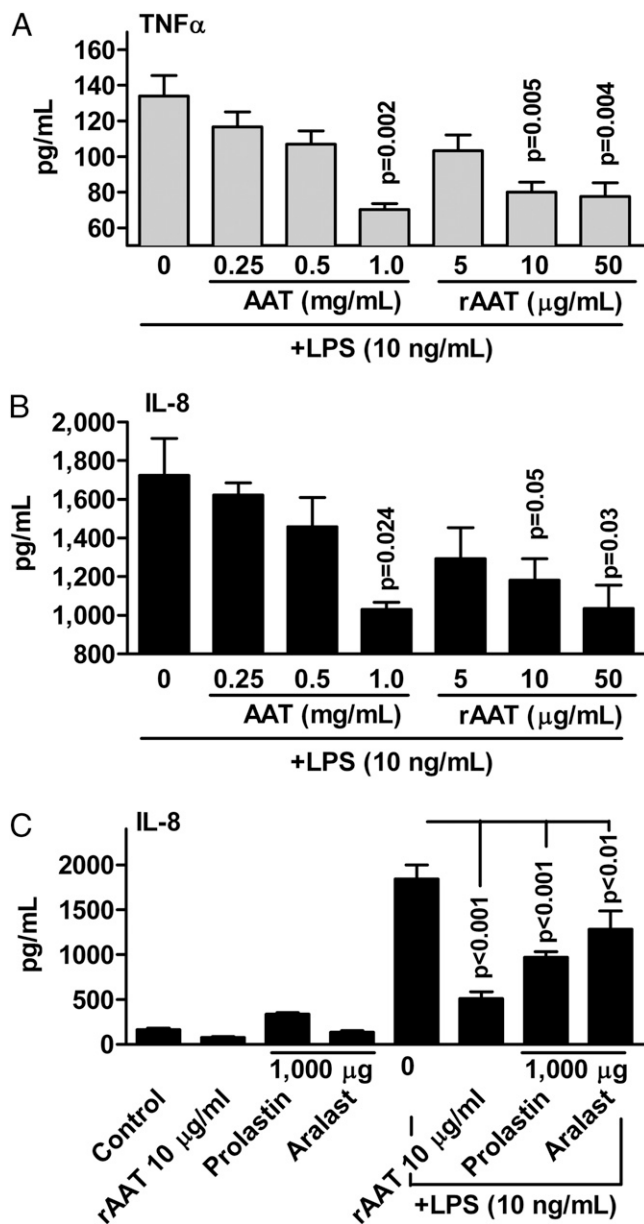 A
TNFα
pg/mL
140
120
100
80
60
p=0.002
p=0.005
p=0.004
0 0.25 0.5 1.0 5 10 50
AAT (mg/mL) rAAT (μg/mL)
+LPS (10 ng/mL)
B
IL-8
pg/mL
2,000
1,800
1,600
1,400
1,200
1,000
800
p=0.024
p=0.05
p=0.03
0 0.25 0.5 1.0 5 10 50
AAT (mg/mL) rAAT (μg/mL)
+LPS (10 ng/mL)
C
IL-8
pg/mL
2000
1500
1000
500
0
p<0.001
p<0.001
p<0.01
1,000 μg 0 1,000 μg
Control
rAAT 10 μg/ml
Prolastin
Aralast
rAAT 10 μg/ml
Prolastin
Aralast
+LPS (10 ng/mL)